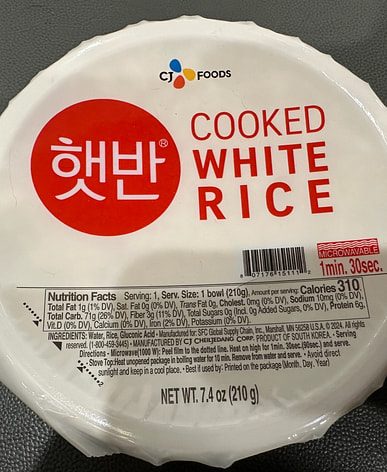 CJ FOODS
햇반®
COOKED
WHITE
RICE
8 07176 15111 2
MICROWAVABLE
1min. 30sec.
Nutrition Facts Serving: 1, Serv. Size: 1 bowl (210g), Amount per serving: Calories 310
Total Fat 1g (1% DV), Sat. Fat 0g (0% DV), Trans Fat 0g, Cholest. 0mg (0% DV), Sodium 10mg (0% DV),
Total Carb. 71g (26% DV), Fiber 3g (11% DV), Total Sugars 0g (Incl. 0g Added Sugars, 0% DV), Protein 6g,
Vit.D (0% DV), Calcium (0% DV), Iron (2% DV), Potassium (0% DV).
INGREDIENTS: Water, Rice, Gluconic Acid • Manufactured for: SFC Global Supply Chain, Inc., Marshall, MN 56258 U.S.A. © 2024. All rights
reserved. (1-800-459-3445) • MANUFACTURED BY CJ CHEILJEDANG CORP. PRODUCT OF SOUTH KOREA. • Serving
Directions - Microwave(1000 W): Peel film to the dotted line. Heat on high for 1min. 30sec.(90sec.) and serve.
Stove Top:Heat unopened package in boiling water for 10 min. Remove from water and serve. • Avoid direct
sunlight and keep in a cool place. • Best if used by: Printed on the package (Month, Day, Year)
NET WT. 7.4 oz (210 g)